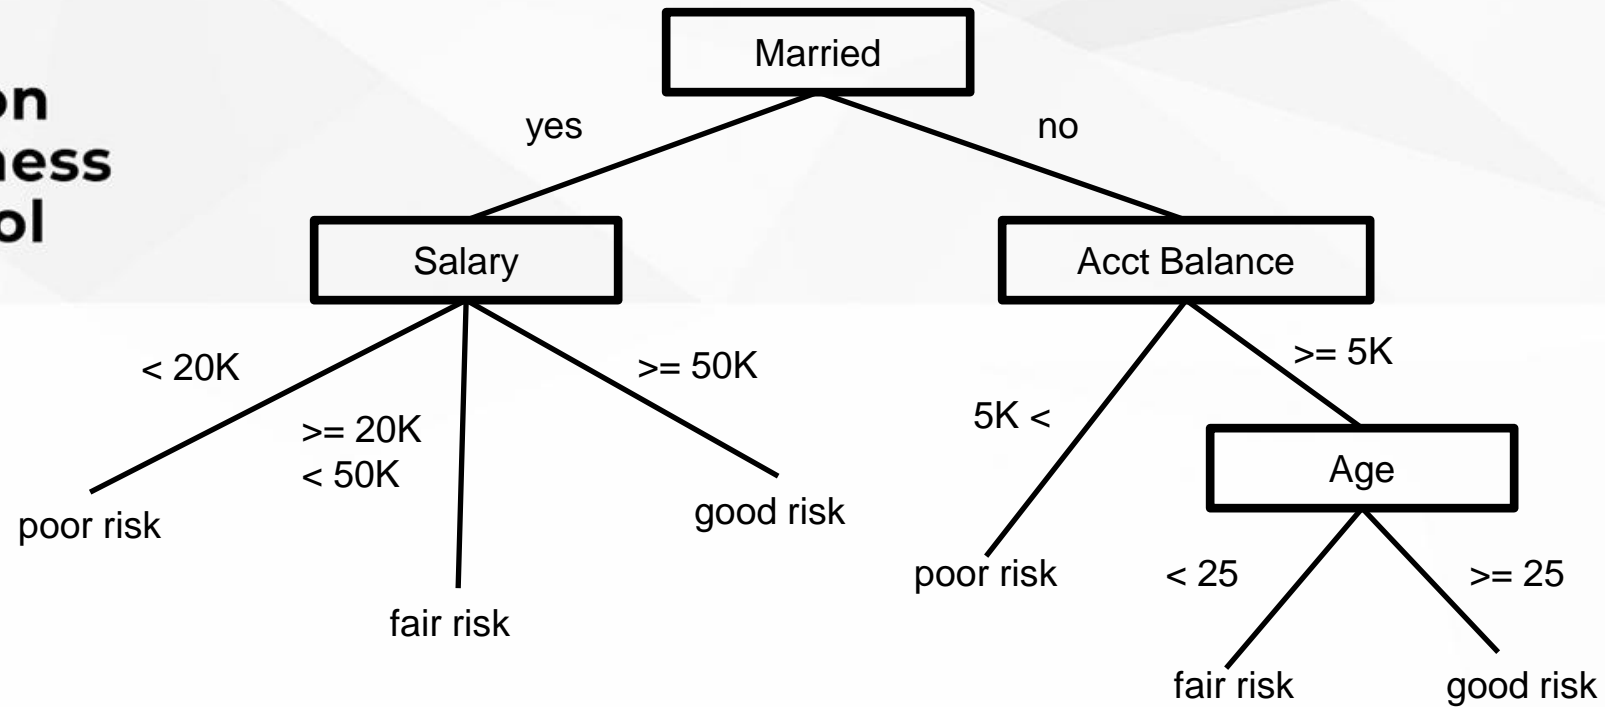 Married
yes
no
Salary
Acct Balance
< 20K
>= 20K
< 50K
>= 50K
5K <
>= 5K
Age
poor risk
fair risk
good risk
poor risk
< 25
>= 25
fair risk
good risk
on
ness
ol